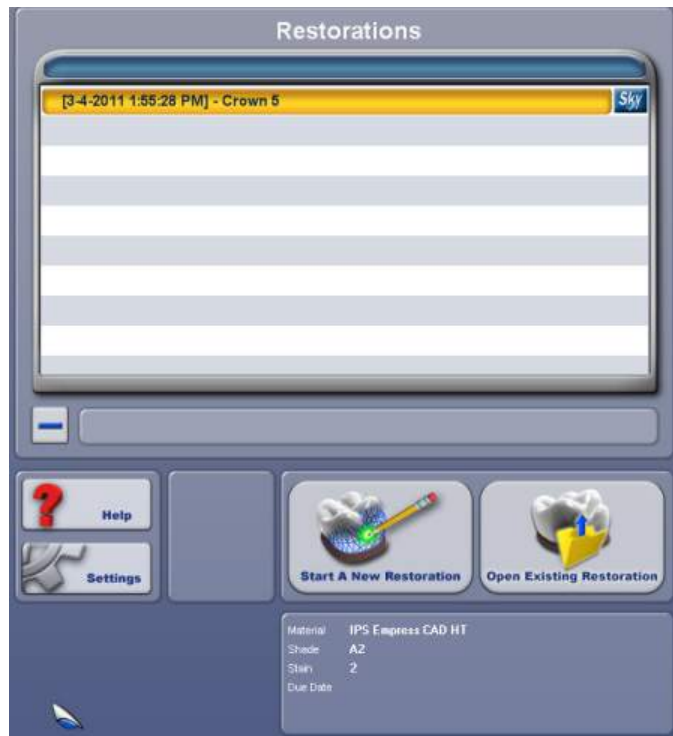 Restorations
[3-4-2011 1:55:28 PM] - Crown 5 Sky
Help
Settings
Start A New Restoration
Open Existing Restoration
Material IPS Empress CAD HT
Shade A2
Stain 2
Due Date